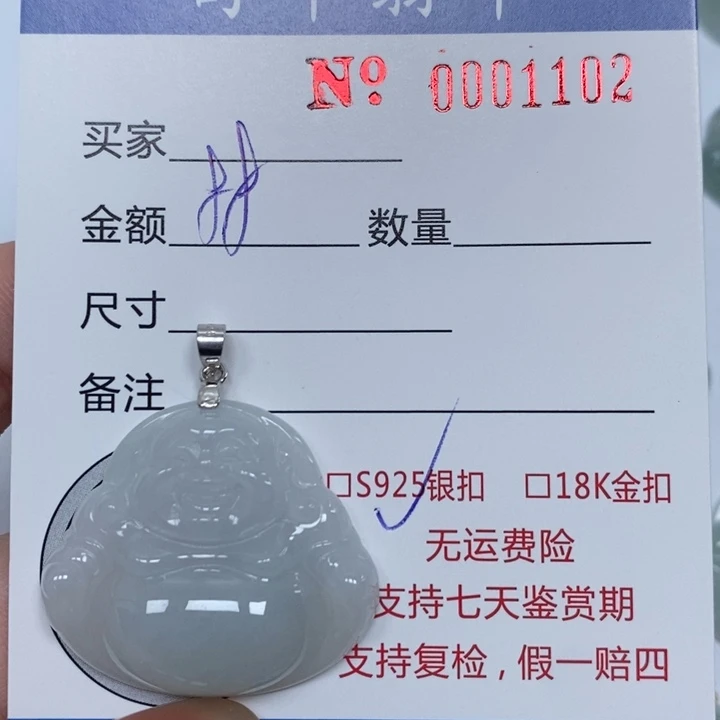 № 0001102
买家
金额 数量
尺寸
备注
□S925银扣 □18K金扣
无运费险
支持七天鉴赏期
支持复检，假一赔四